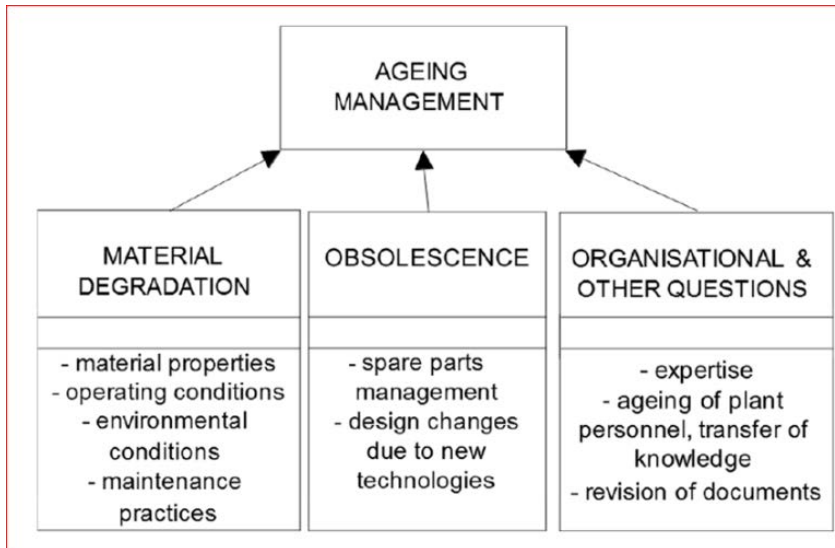 AGEING
MANAGEMENT
MATERIAL
DEGRADATION
- material properties
- operating conditions
- environmental
conditions
- maintenance
practices
OBSOLESCENCE
- spare parts
management
- design changes
due to new
technologies
ORGANISATIONAL &
OTHER QUESTIONS
- expertise
- ageing of plant
personnel, transfer of
knowledge
- revision of documents